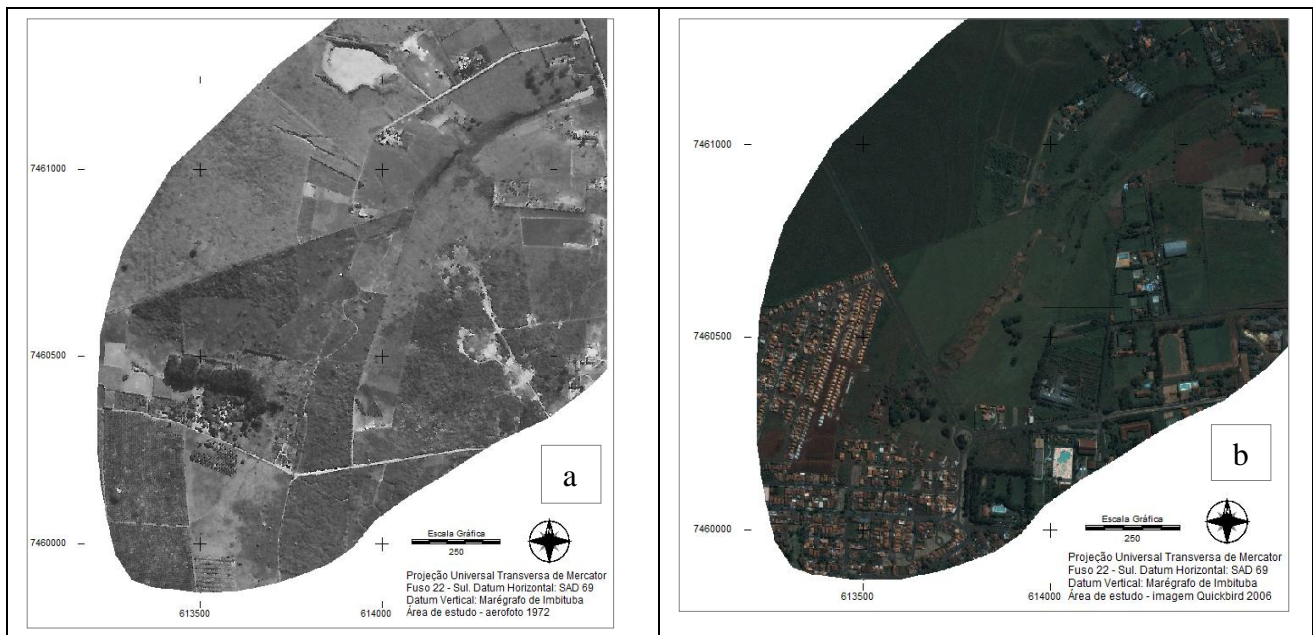 7461000
7460500
7460000
613500
614000
a
Escala Gráfica
250
Projeção Universal Transversa de Mercator
Fuso 22 - Sul. Datum Horizontal: SAD 69
Datum Vertical: Marégrafo de Imbituba
Área de estudo - aerofoto 1972
7461000
7460500
7460000
613500
614000
b
Escala Gráfica
250
Projeção Universal Transversa de Mercator
Fuso 22 - Sul. Datum Horizontal: SAD 69
Datum Vertical: Marégrafo de Imbituba
Área de estudo - imagem Quickbird 2006